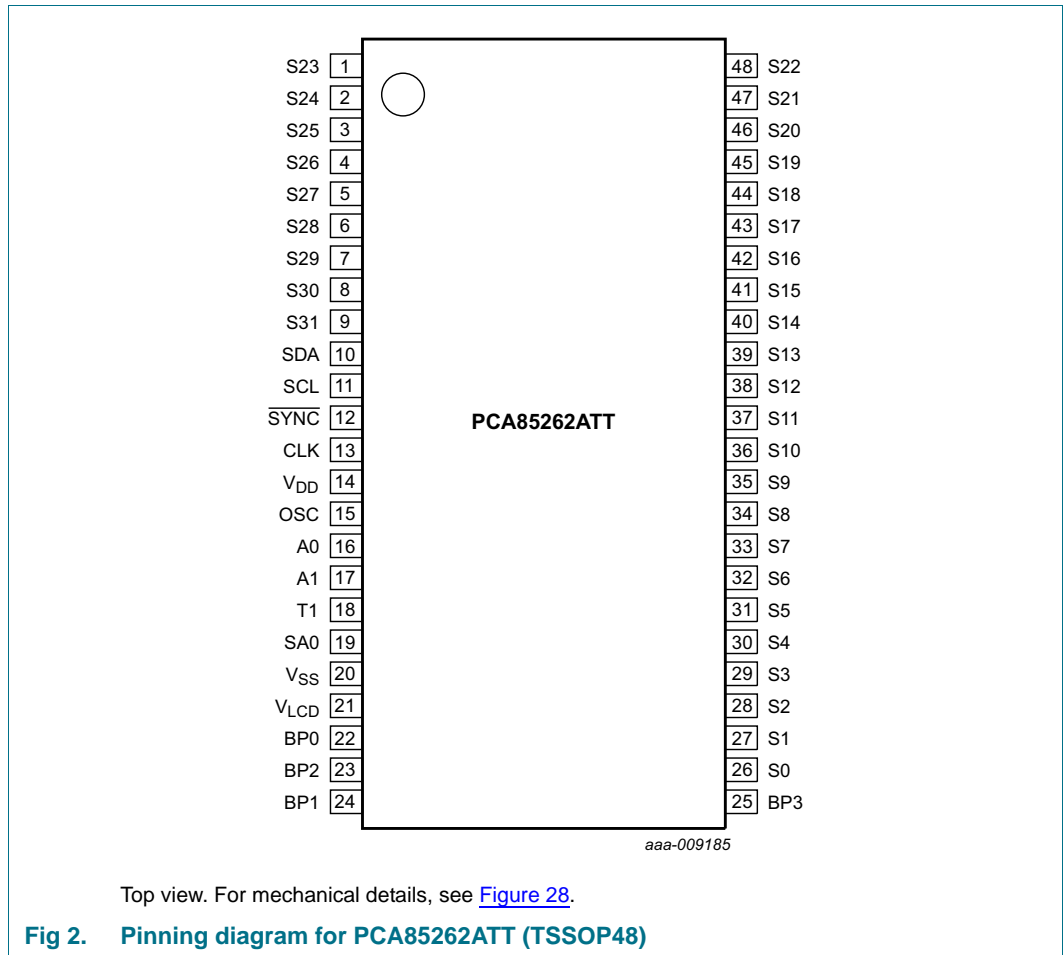 S23 1 48 S22
S24 2 47 S21
S25 3 46 S20
S26 4 45 S19
S27 5 44 S18
S28 6 43 S17
S29 7 42 S16
S30 8 41 S15
S31 9 40 S14
SDA 10 39 S13
SCL 11 38 S12
SYNC 12 PCA85262ATT 37 S11
CLK 13 36 S10
VDD 14 35 S9
OSC 15 34 S8
A0 16 33 S7
A1 17 32 S6
T1 18 31 S5
SA0 19 30 S4
VSS 20 29 S3
VLCD 21 28 S2
BP0 22 27 S1
BP2 23 26 S0
BP1 24 25 BP3
aaa-009185
Top view. For mechanical details, see Figure 28.
Fig 2. Pinning diagram for PCA85262ATT (TSSOP48)